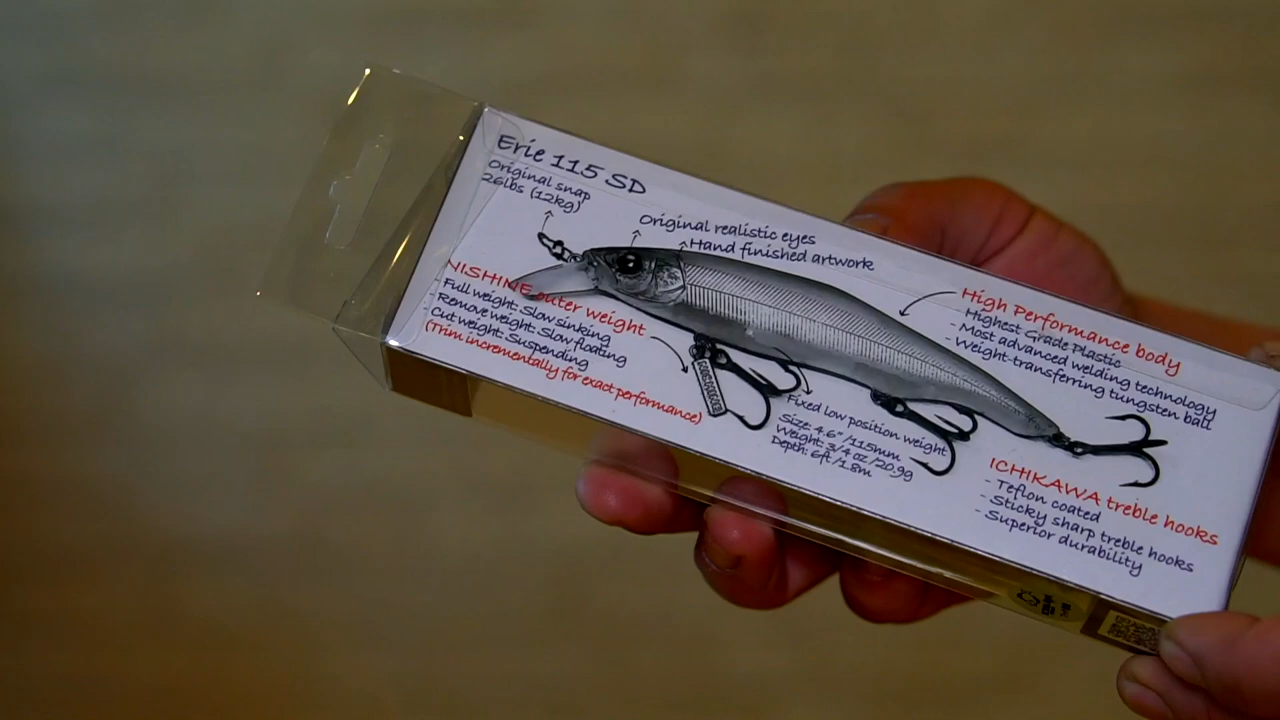 Erie 115 SD
Original snap
26lbs (12kg)
Original realistic eyes
Hand finished artwork
NISHINE outer weight
- Full weight: Slow sinking
- Remove weight: Slow floating
- Cut weight: Suspending
(Trim incrementally for exact performance)
High Performance body
- Highest Grade Plastic
- Most advanced welding technology
- Weight-transferring tungsten ball
Fixed low position weight
Size: 4.6" /115mm
Weight: 3/4 oz /20.9g
Depth: 6ft /1.8m
ICHIKAWA treble hooks
- Teflon coated
- Sticky sharp treble hooks
- Superior durability